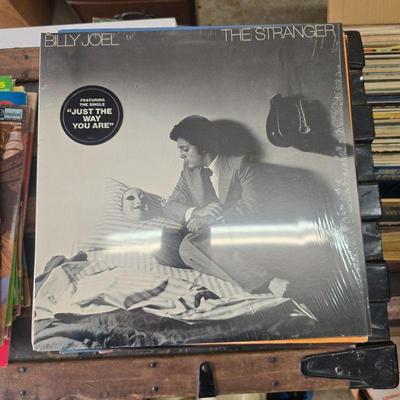 BILLY JOEL
THE STRANGER
FEATURING
THE SINGLE
"JUST THE
WAY
YOU ARE"